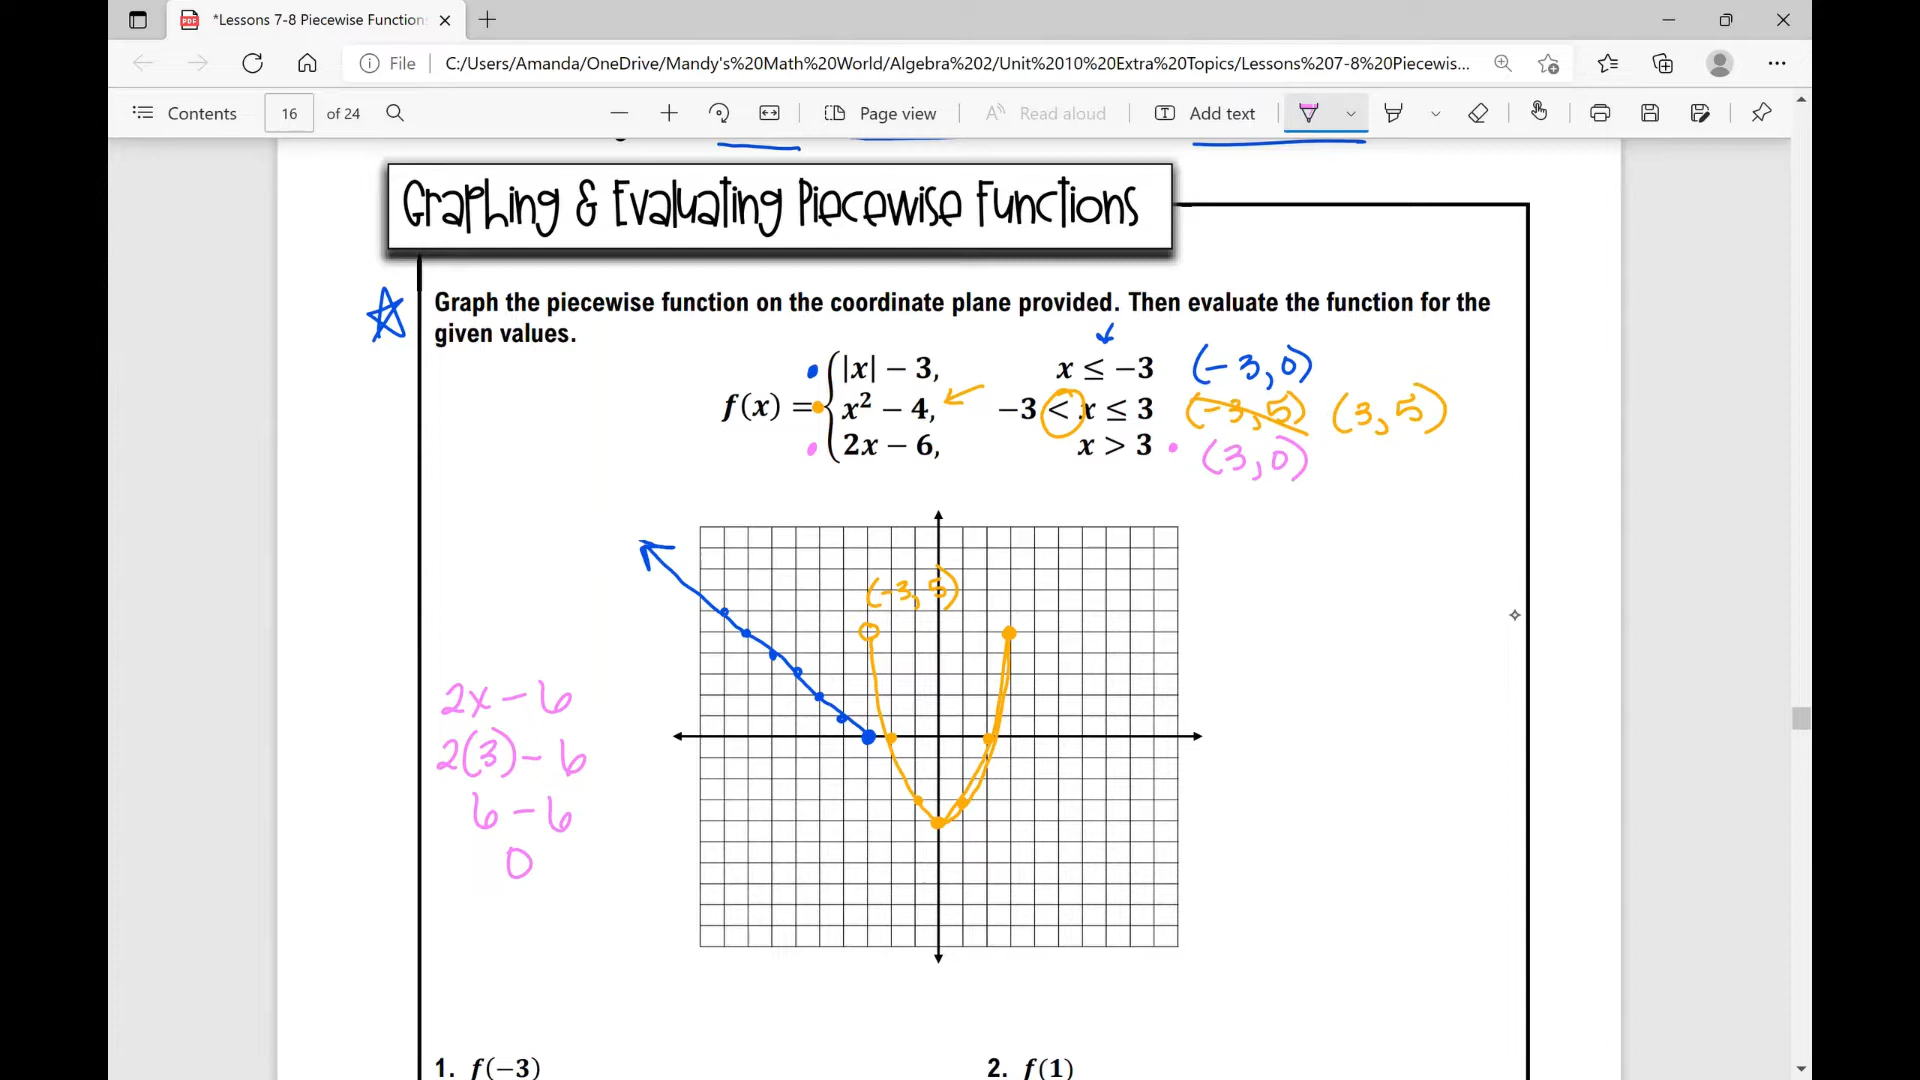 *Lessons 7-8 Piecewise Function
File C:/Users/Amanda/OneDrive/Mandy's%20Math%20World/Algebra%202/Unit%2010%20Extra%20Topics/Lessons%207-8%20Piecewis...
Contents 16 of 24 Page view Read aloud Add text
Graphing & Evaluating Piecewise Functions
Graph the piecewise function on the coordinate plane provided. Then evaluate the function for the
given values.
|x| − 3, x ≤ −3 (-3,0)
f(x) = x² − 4, −3 < x ≤ 3 (-3,5) (3,5)
2x − 6, x > 3 (3,0)
(-3,5)
2x - 6
2(3) - 6
6 - 6
0
1. f(−3) 2. f(1)